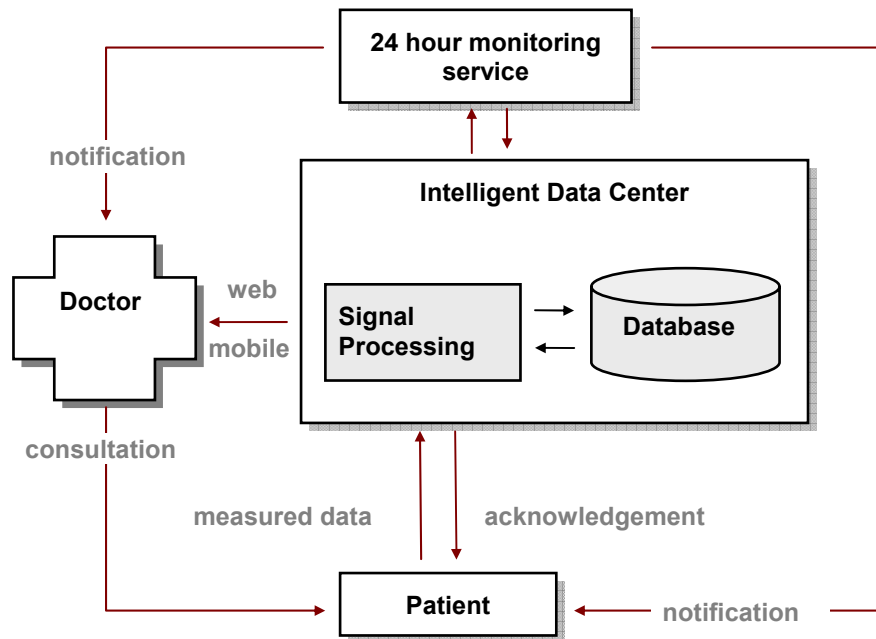 24 hour monitoring
service
notification
Intelligent Data Center
Doctor
web
mobile
Signal
Processing
Database
consultation
measured data
acknowledgement
Patient
notification